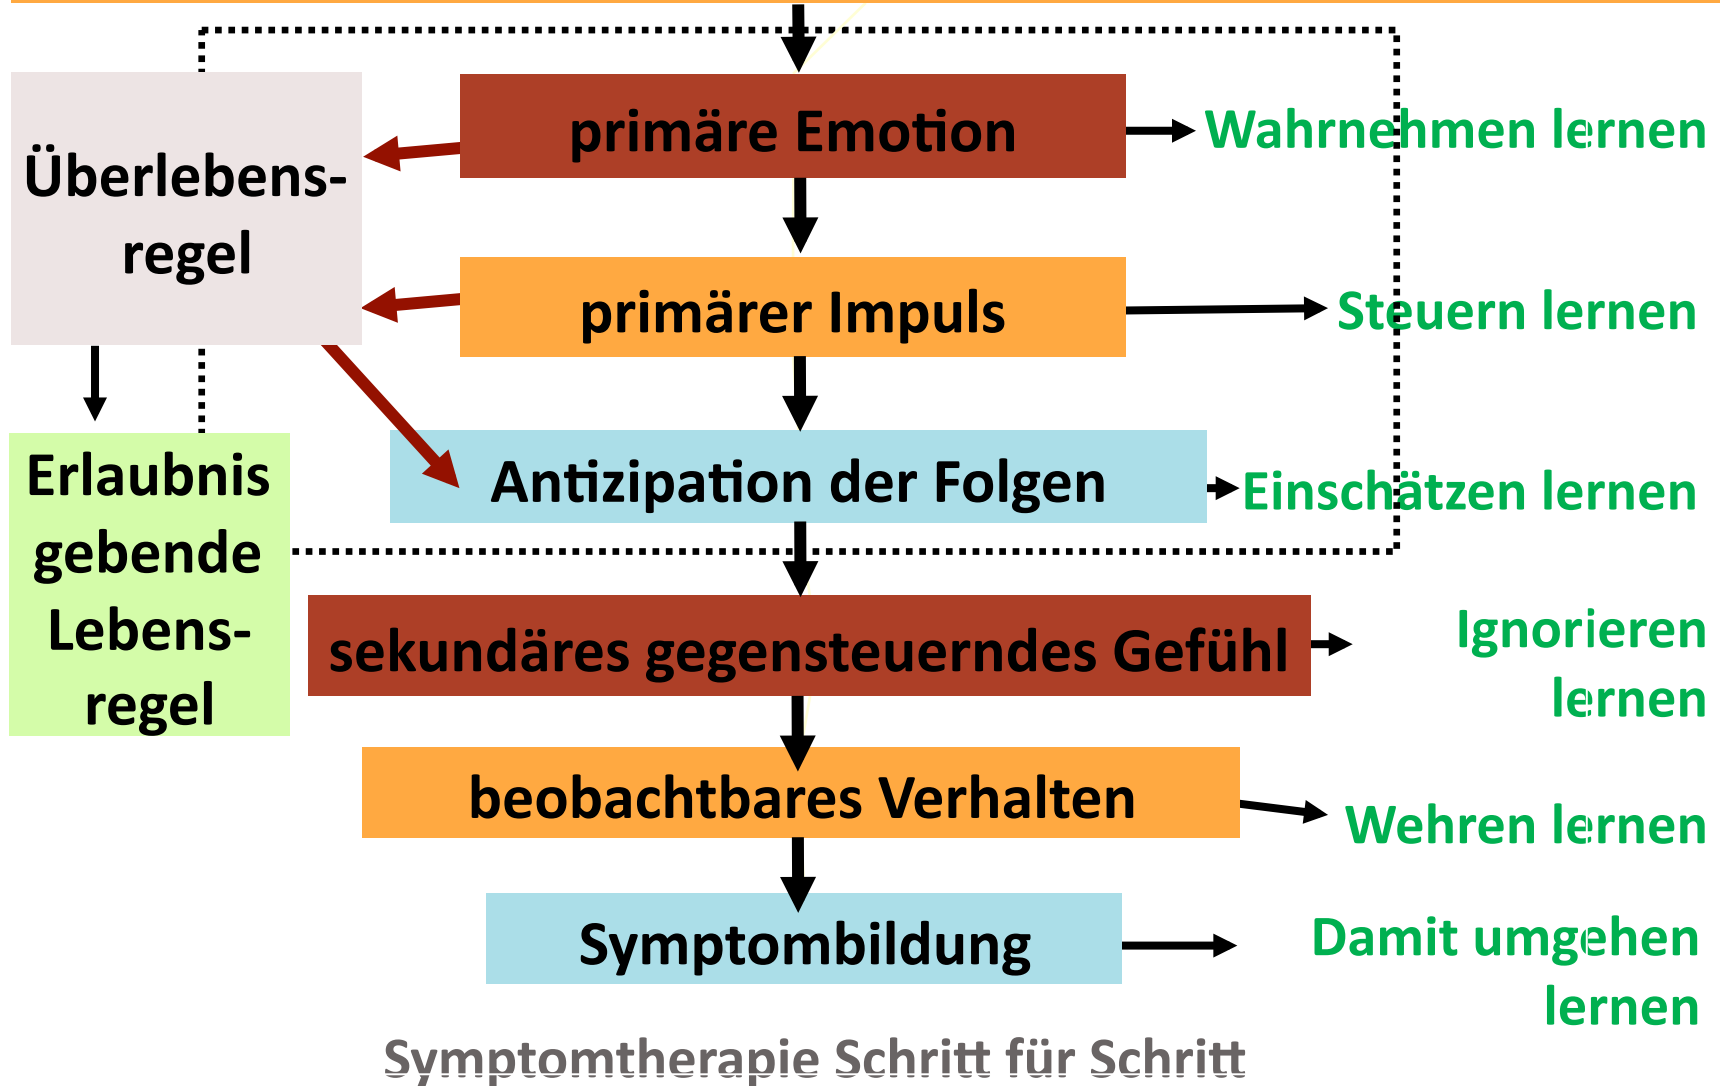 primäre Emotion
Wahrnehmen lernen
Überlebens-
regel
primärer Impuls
Steuern lernen
Antizipation der Folgen
Einschätzen lernen
Erlaubnis
gebende
Lebens-
regel
sekundäres gegensteuerndes Gefühl
Ignorieren
lernen
beobachtbares Verhalten
Wehren lernen
Symptombildung
Damit umgehen
lernen
Symptomtherapie Schritt für Schritt